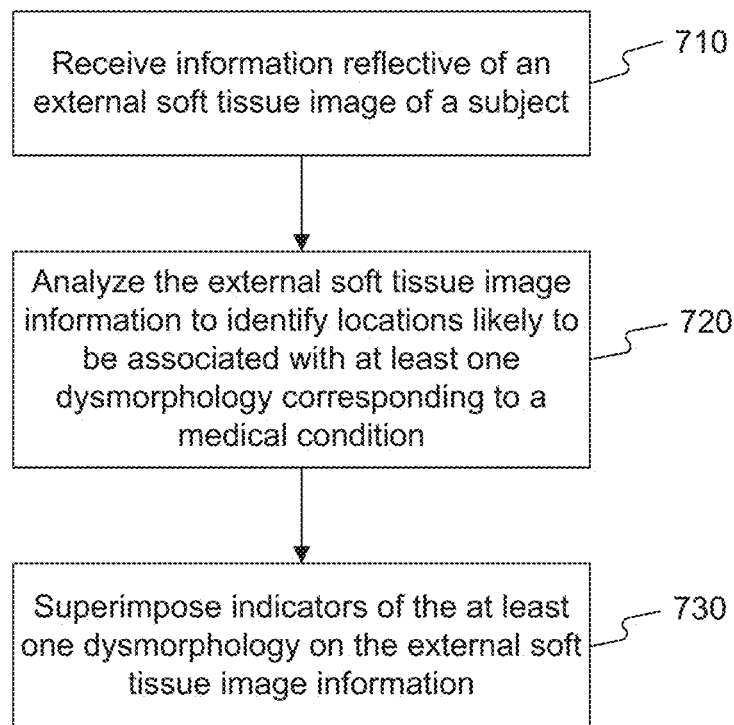 Receive information reflective of an
external soft tissue image of a subject
710
Analyze the external soft tissue image
information to identify locations likely to
be associated with at least one
dysmorphology corresponding to a
medical condition
720
Superimpose indicators of the at least
one dysmorphology on the external soft
tissue image information
730